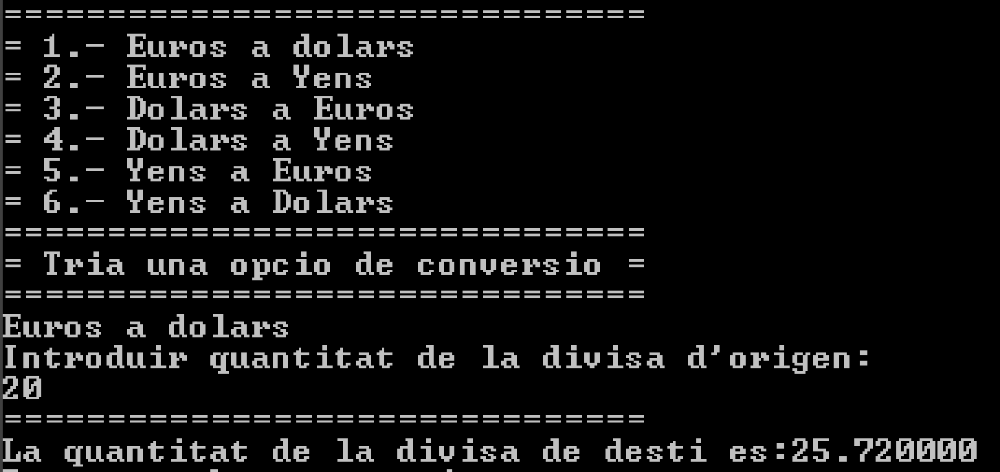 ===============================
= 1.- Euros a dolars
= 2.- Euros a Yens
= 3.- Dolars a Euros
= 4.- Dolars a Yens
= 5.- Yens a Euros
= 6.- Yens a Dolars
===============================
= Tria una opcio de conversio =
===============================
Euros a dolars
Introduir quantitat de la divisa d'origen:
20
===============================
La quantitat de la divisa de desti es:25.720000